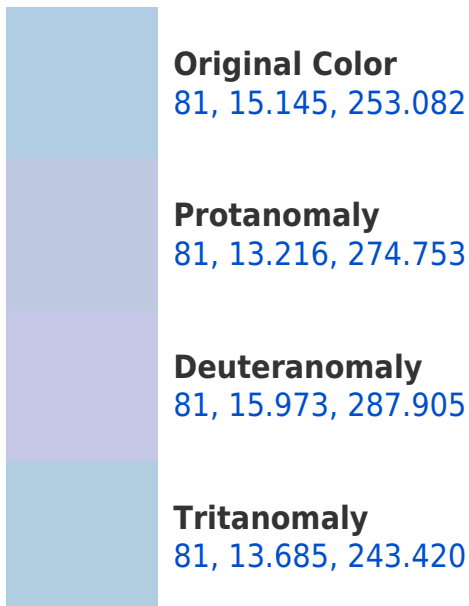 Original Color
81, 15.145, 253.082
Protanomaly
81, 13.216, 274.753
Deuteranomaly
81, 15.973, 287.905
Tritanomaly
81, 13.685, 243.420